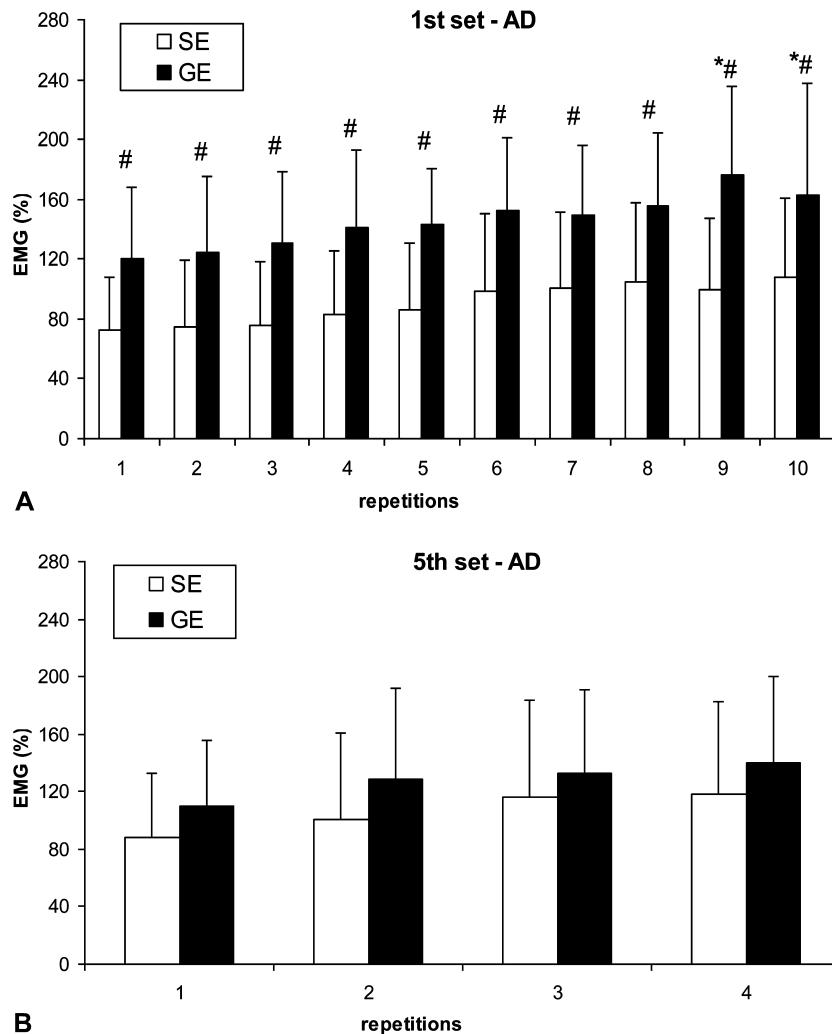 1st set - AD
SE
GE
EMG (%)
280
240
200
160
120
80
40
0
# # # # # # # # *# *#
1 2 3 4 5 6 7 8 9 10
repetitions
A
5th set - AD
SE
GE
EMG (%)
280
240
200
160
120
80
40
0
1 2 3 4
repetitions
B